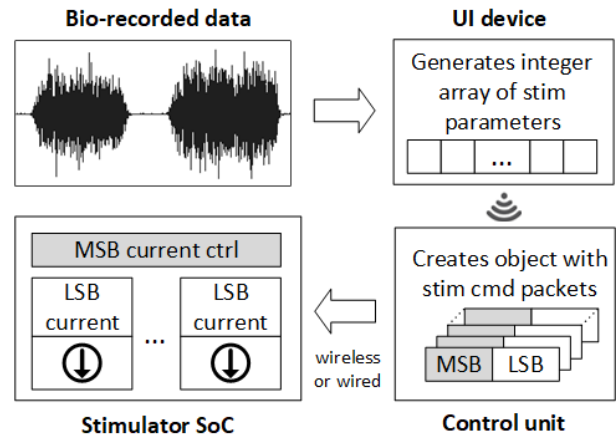 Bio-recorded data
UI device
Generates integer
array of stim
parameters
...
MSB current ctrl
LSB
current
...
LSB
current
wireless
or wired
Creates object with
stim cmd packets
MSB LSB
Stimulator SoC
Control unit